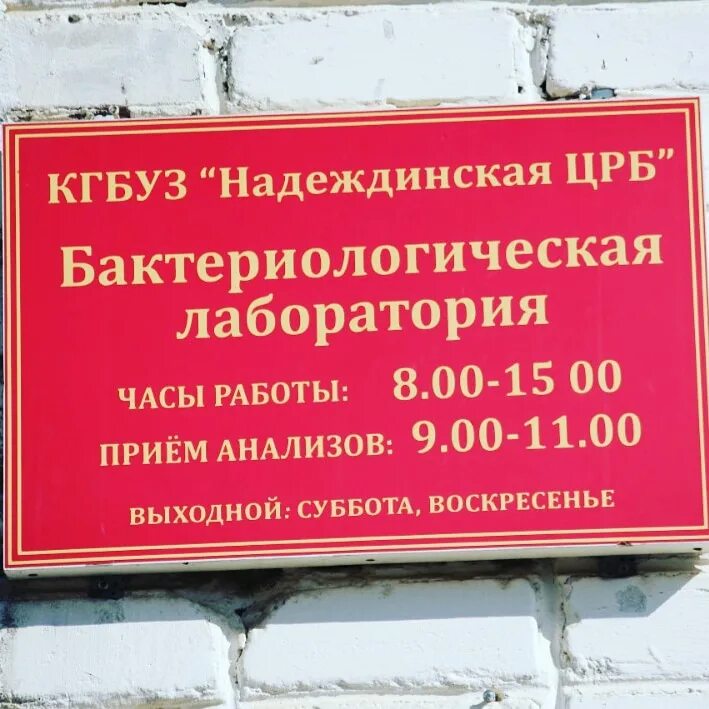 КГБУЗ “Надеждинская ЦРБ”
Бактериологическая
лаборатория
ЧАСЫ РАБОТЫ: 8.00-15 00
ПРИЁМ АНАЛИЗОВ: 9.00-11.00
ВЫХОДНОЙ: СУББОТА, ВОСКРЕСЕНЬЕ